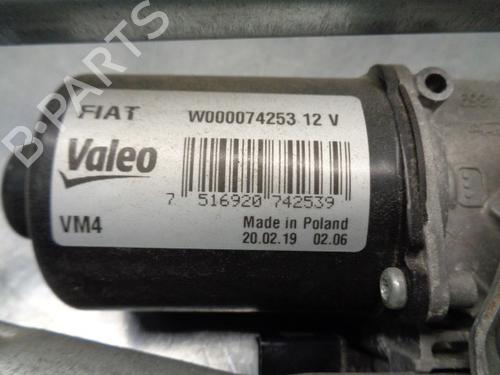 B-PARTS
FIAT W000074253 12 V
Valeo
7 516920 742539
VM4 Made in Poland
20.02.19 02.06